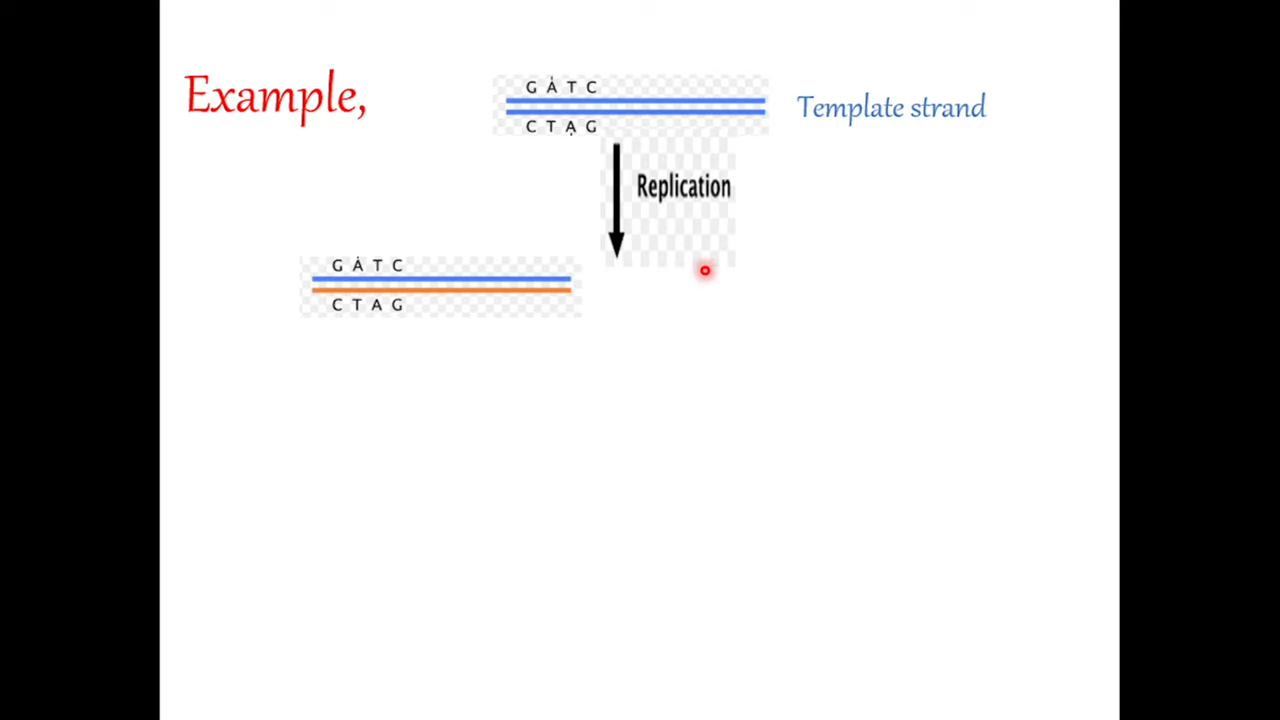 Example,
G Ȧ T C
C T Ạ G
Template strand
Replication
G Ȧ T C
C T A G